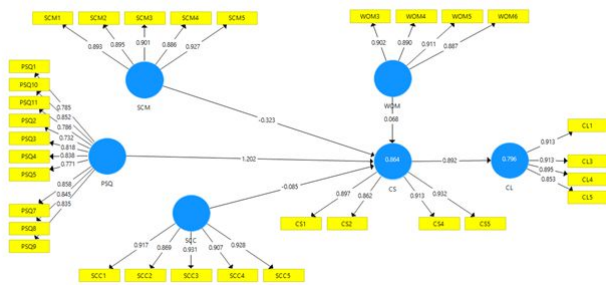 SCM1 SCM2 SCM3 SCM4 SCM5
0.893 0.895 0.901 0.886 0.927
SCM
WOM3 WOM4 WOM5 WOM6
0.902 0.890 0.911 0.887
WOM
0.068
PSQ1
PSQ10
PSQ11
PSQ2
PSQ3
PSQ4
PSQ5
PSQ7
PSQ8
PSQ9
0.785
0.852
0.786
0.732
0.818
0.838
0.771
0.858
0.845
0.835
PSQ
-0.323
1.202
-0.085
0.884
CS
0.892
0.796
CL
CL1
CL3
CL4
CL5
0.913
0.913
0.895
0.853
0.897 0.862 0.913 0.932
CS1 CS2 CS4 CS5
SCC
0.917 0.889 0.931 0.907 0.928
SCC1 SCC2 SCC3 SCC4 SCC5